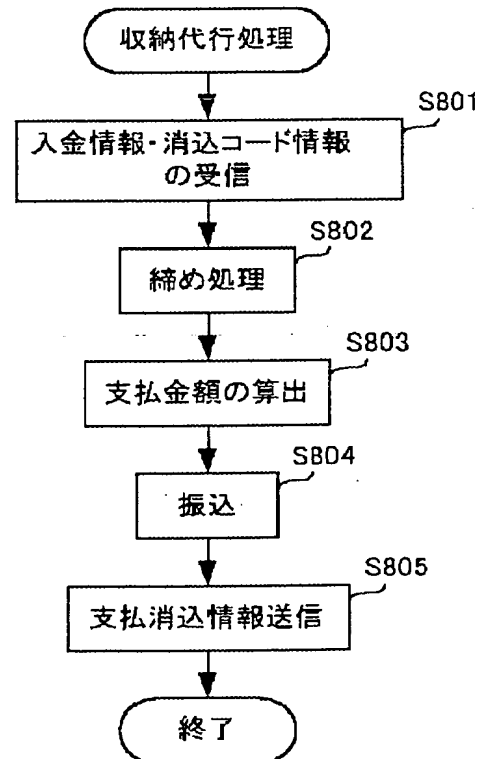 収納代行処理
S801
入金情報・消込コード情報
の受信
S802
締め処理
S803
支払金額の算出
S804
振込
S805
支払消込情報送信
終了